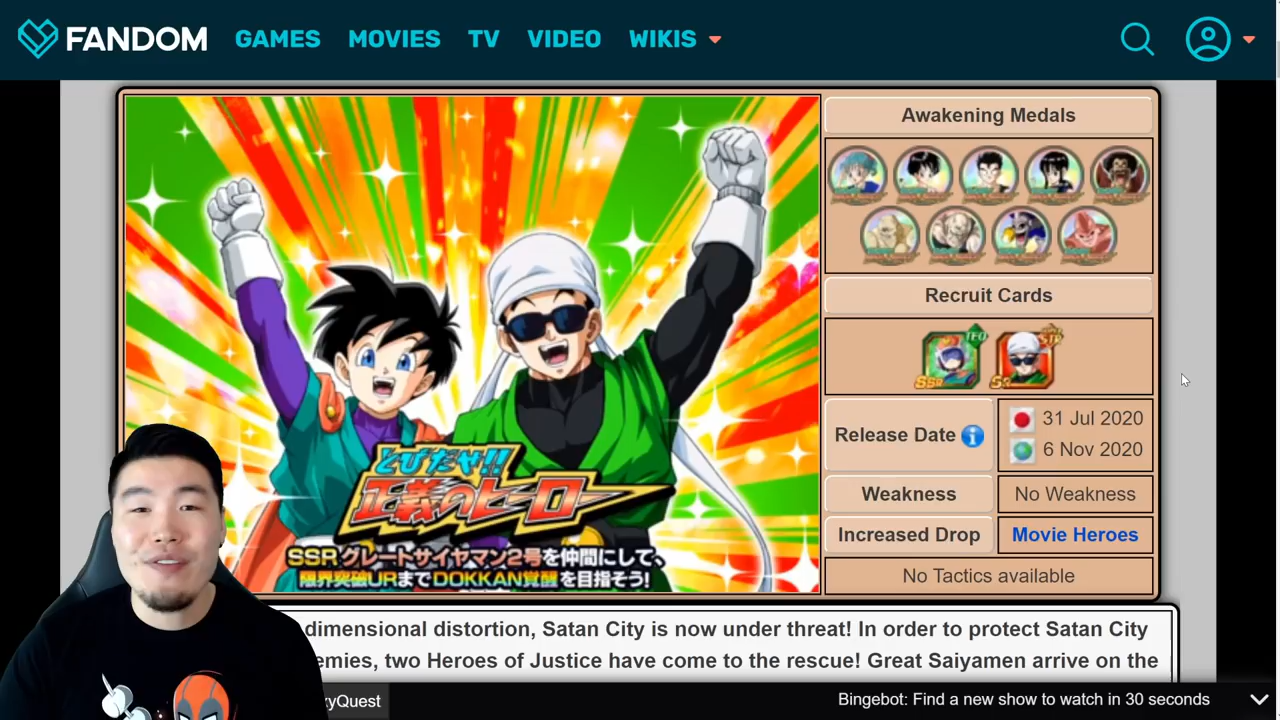 FANDOM
GAMES MOVIES TV VIDEO WIKIS
Awakening Medals
Recruit Cards
TEQ
SSR
STR
SR
Release Date
31 Jul 2020
6 Nov 2020
Weakness
No Weakness
Increased Drop
Movie Heroes
No Tactics available
とびだせ!!
正義のヒーロー
SSRグレートサイヤマン2号を仲間にして、
限界突破URまでDOKKAN覚醒を目指そう!
dimensional distortion, Satan City is now under threat! In order to protect Satan City
emies, two Heroes of Justice have come to the rescue! Great Saiyamen arrive on the
yQuest
Bingebot: Find a new show to watch in 30 seconds